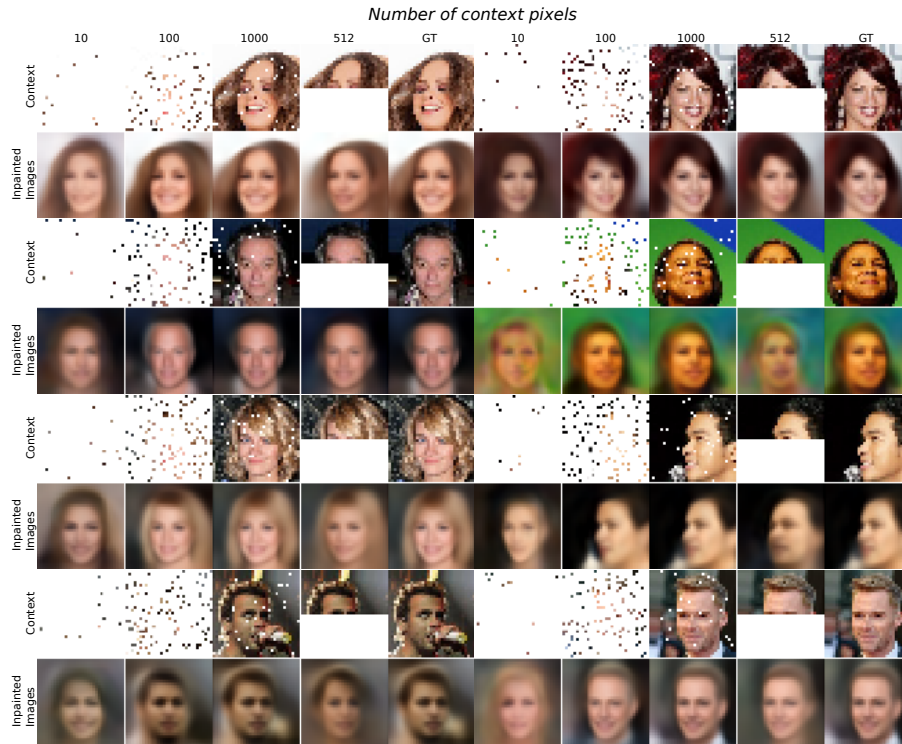 Number of context pixels
10 100 1000 512 GT 10 100 1000 512 GT
Context
Inpainted
Images
Context
Inpainted
Images
Context
Inpainted
Images
Context
Inpainted
Images